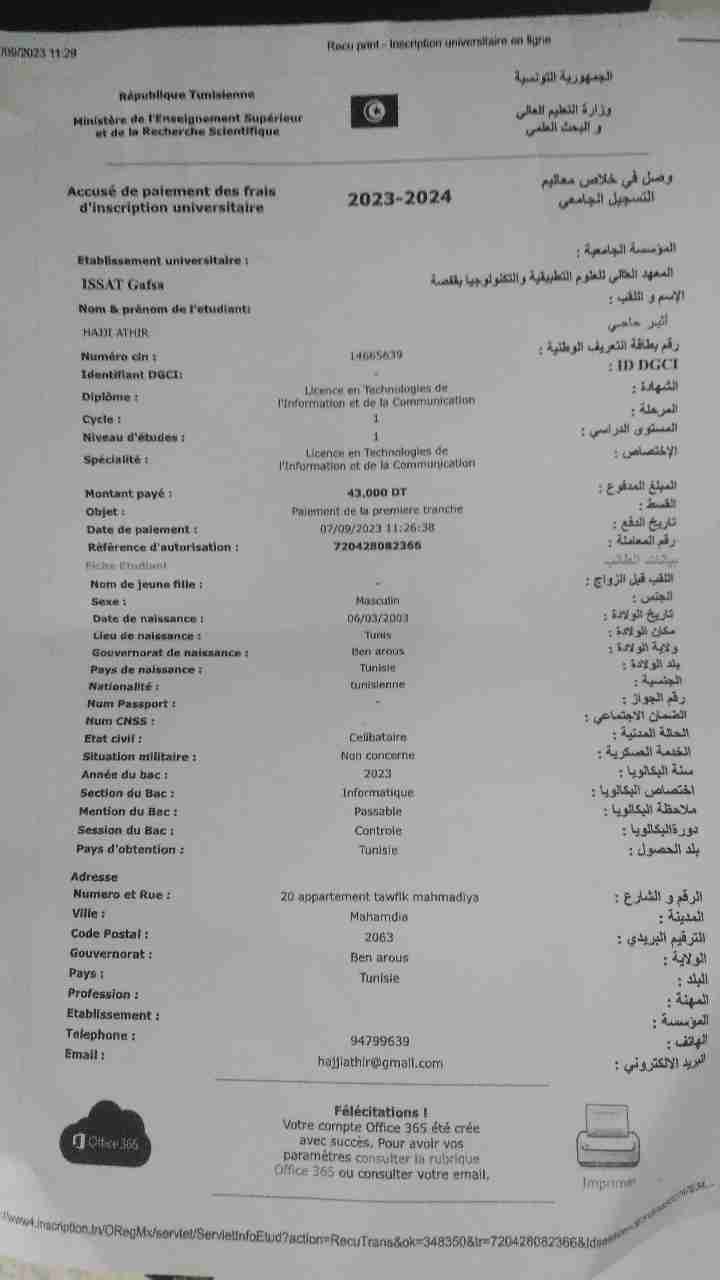 /09/2023 11:29
Recu print - Inscription universitaire en ligne
République Tunisienne
الجمهورية التونسية
Ministère de l'Enseignement Supérieur
et de la Recherche Scientifique
وزارة التعليم العالي
و البحث العلمي
Accusé de paiement des frais
d'inscription universitaire
2023-2024
وصل في خلاص معاليم
التسجيل الجامعي
Etablissement universitaire : المؤسسة الجامعية :
ISSAT Gafsa المعهد العالي للعلوم التطبيقية والتكنولوجيا بقفصة
Nom & prénom de l'etudiant: الإسم و اللقب :
HAJJI ATHIR أثير حاجي
Numéro cin : 14665639 رقم بطاقة التعريف الوطنية :
Identifiant DGCI: - ID DGCI :
Diplôme : Licence en Technologies de l'Information et de la Communication الشهادة :
Cycle : 1 المرحلة :
Niveau d'études : 1 المستوى الدراسي :
Spécialité : Licence en Technologies de l'Information et de la Communication الإختصاص :
Montant payé : 43,000 DT المبلغ المدفوع :
Objet : Paiement de la premiere tranche القسط :
Date de paiement : 07/09/2023 11:26:38 تاريخ الدفع :
Référence d'autorisation : 720428082366 رقم المعاملة :
Fiche Etudiant بيانات الطالب
Nom de jeune fille : - اللقب قبل الزواج :
Sexe : Masculin الجنس :
Date de naissance : 06/03/2003 تاريخ الولادة :
Lieu de naissance : Tunis مكان الولادة :
Gouvernorat de naissance : Ben arous ولاية الولادة :
Pays de naissance : Tunisie بلد الولادة :
Nationalité : tunisienne الجنسية :
Num Passport : - رقم الجواز :
Num CNSS : الضمان الاجتماعي :
Etat civil : Celibataire الحالة المدنية :
Situation militaire : Non concerne الخدمة العسكرية :
Année du bac : 2023 سنة البكالويا :
Section du Bac : Informatique اختصاص البكالويا :
Mention du Bac : Passable ملاحظة البكالويا :
Session du Bac : Controle دورةالبكالويا :
Pays d'obtention : Tunisie بلد الحصول :
Adresse
Numero et Rue : 20 appartement tawfik mahmadiya الرقم و الشارع :
Ville : Mahamdia المدينة :
Code Postal : 2063 الترقيم البريدي :
Gouvernorat : Ben arous الولاية :
Pays : Tunisie البلد :
Profession : المهنة :
Etablissement : المؤسسة :
Telephone : 94799639 الهاتف :
Email : hajjiathir@gmail.com البريد الالكتروني :
Office 365
Félécitations !
Votre compte Office 365 été crée
avec succès. Pour avoir vos
paramètres consulter la rubrique
Office 365 ou consulter votre email.
Imprimer
//www4.inscription.tn/ORegMx/servlet/ServletInfoEtud?action=RecuTrans&ok=348350&tr=720428082366&Idses